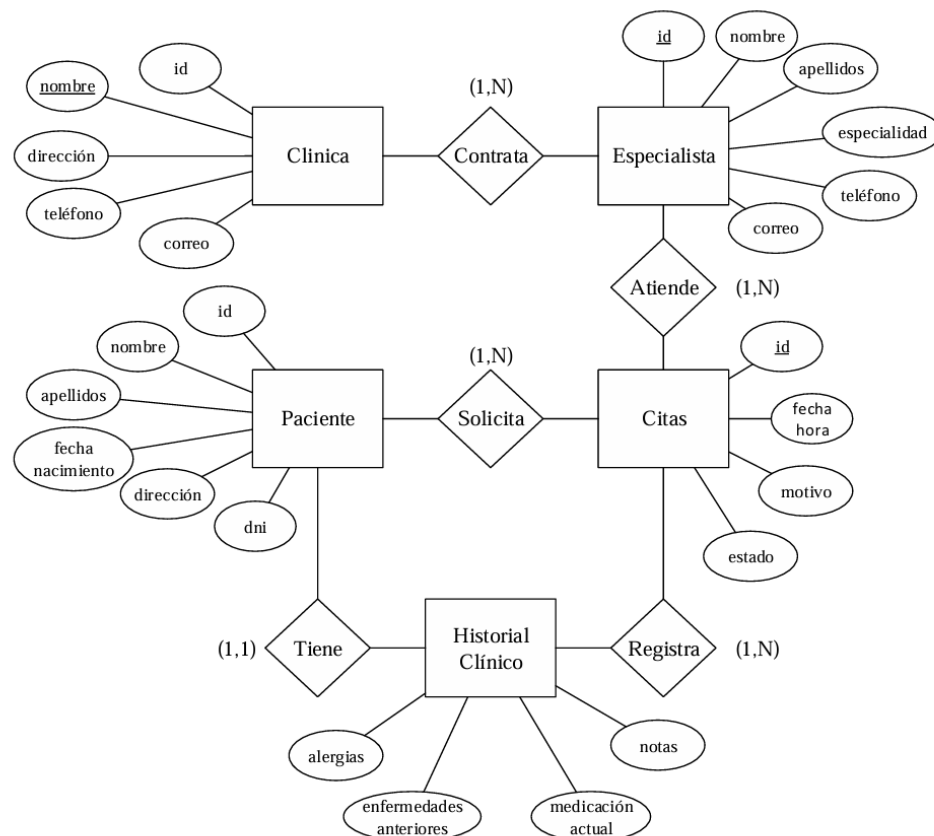 id
nombre
dirección
teléfono
correo
Clinica
(1,N)
Contrata
id
nombre
apellidos
especialidad
teléfono
correo
Especialista
Atiende
(1,N)
id
nombre
apellidos
fecha
nacimiento
dirección
dni
Paciente
(1,N)
Solicita
Citas
id
fecha
hora
motivo
estado
(1,1)
Tiene
Historial
Clínico
Registra
(1,N)
alergias
enfermedades
anteriores
medicación
actual
notas